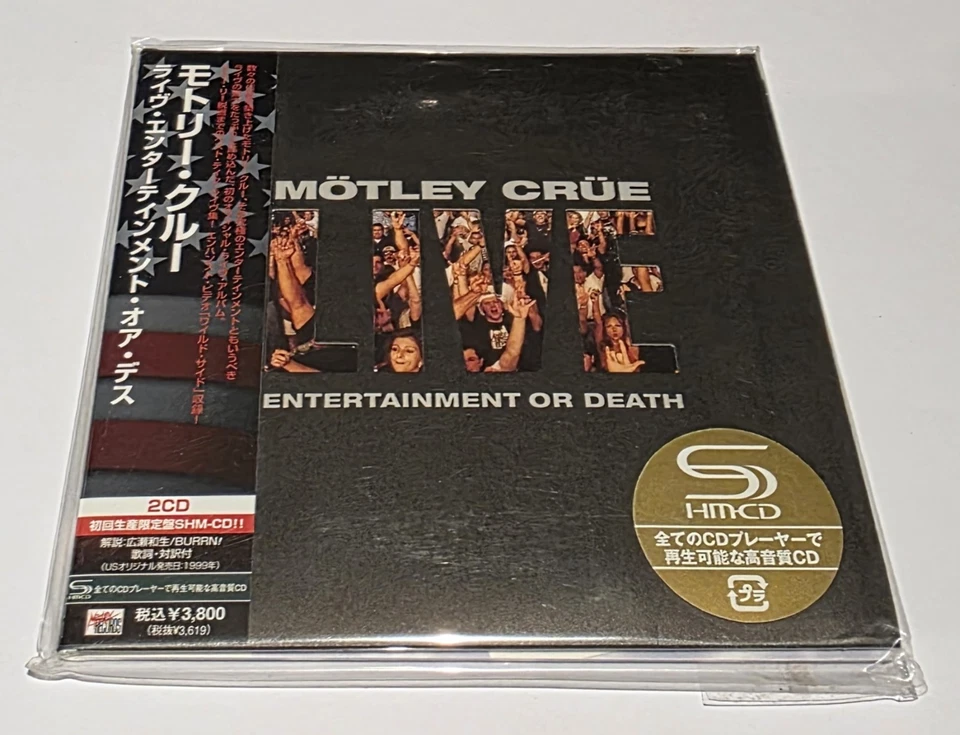 モトリー・クルー
ライヴ・エンターティンメント・オア・デス
2CD
初回生産限定盤SHM-CD!!
解説:広瀬和生/BURRN!
歌詞・対訳付
(USオリジナル発売日:1999年)
SHM-CD 全てのCDプレーヤーで再生可能な高音質CD
税込¥3,800
(税抜¥3,619)
MÖTLEY CRÜE
LIVE
ENTERTAINMENT OR DEATH
SHM-CD
全てのCDプレーヤーで
再生可能な高音質CD
プラ